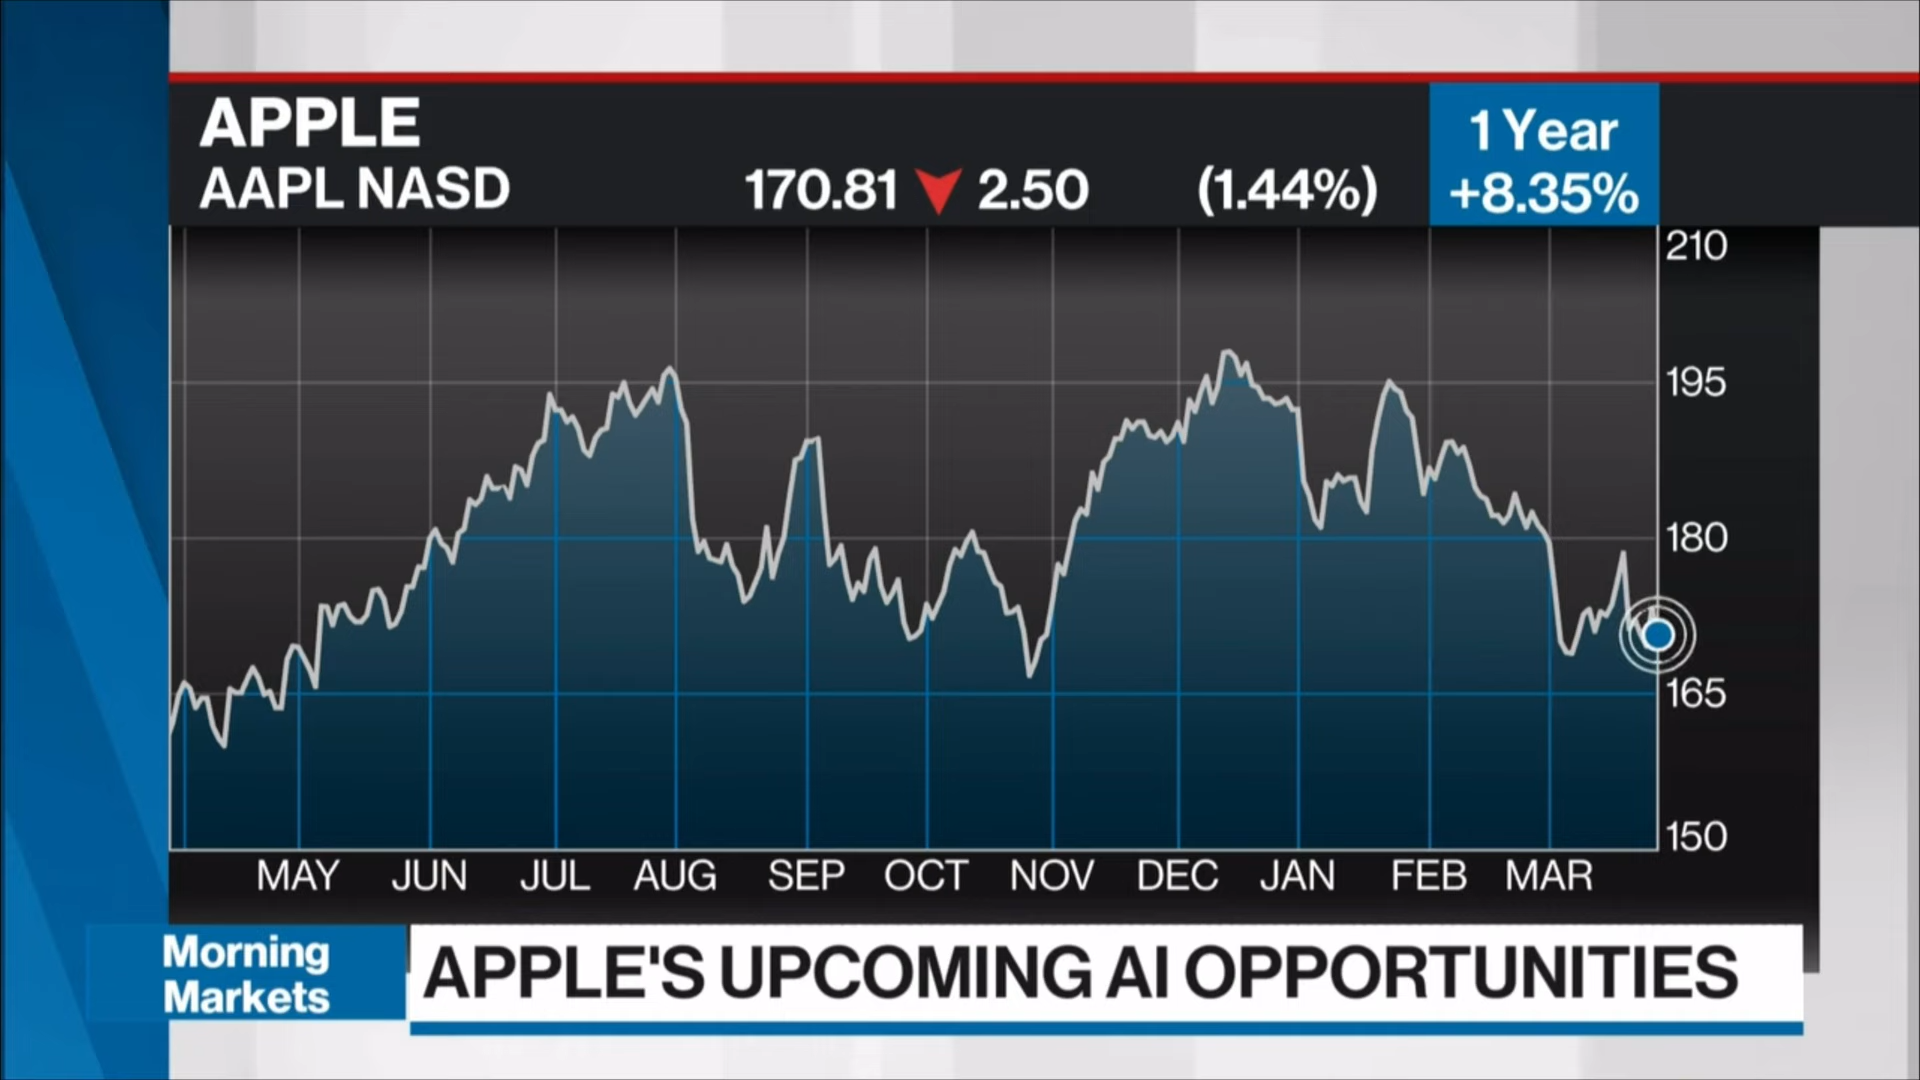 APPLE
AAPL NASD
170.81 ▼ 2.50 (1.44%)
1 Year
+8.35%
210
195
180
165
150
MAY JUN JUL AUG SEP OCT NOV DEC JAN FEB MAR
Morning
Markets
APPLE'S UPCOMING AI OPPORTUNITIES